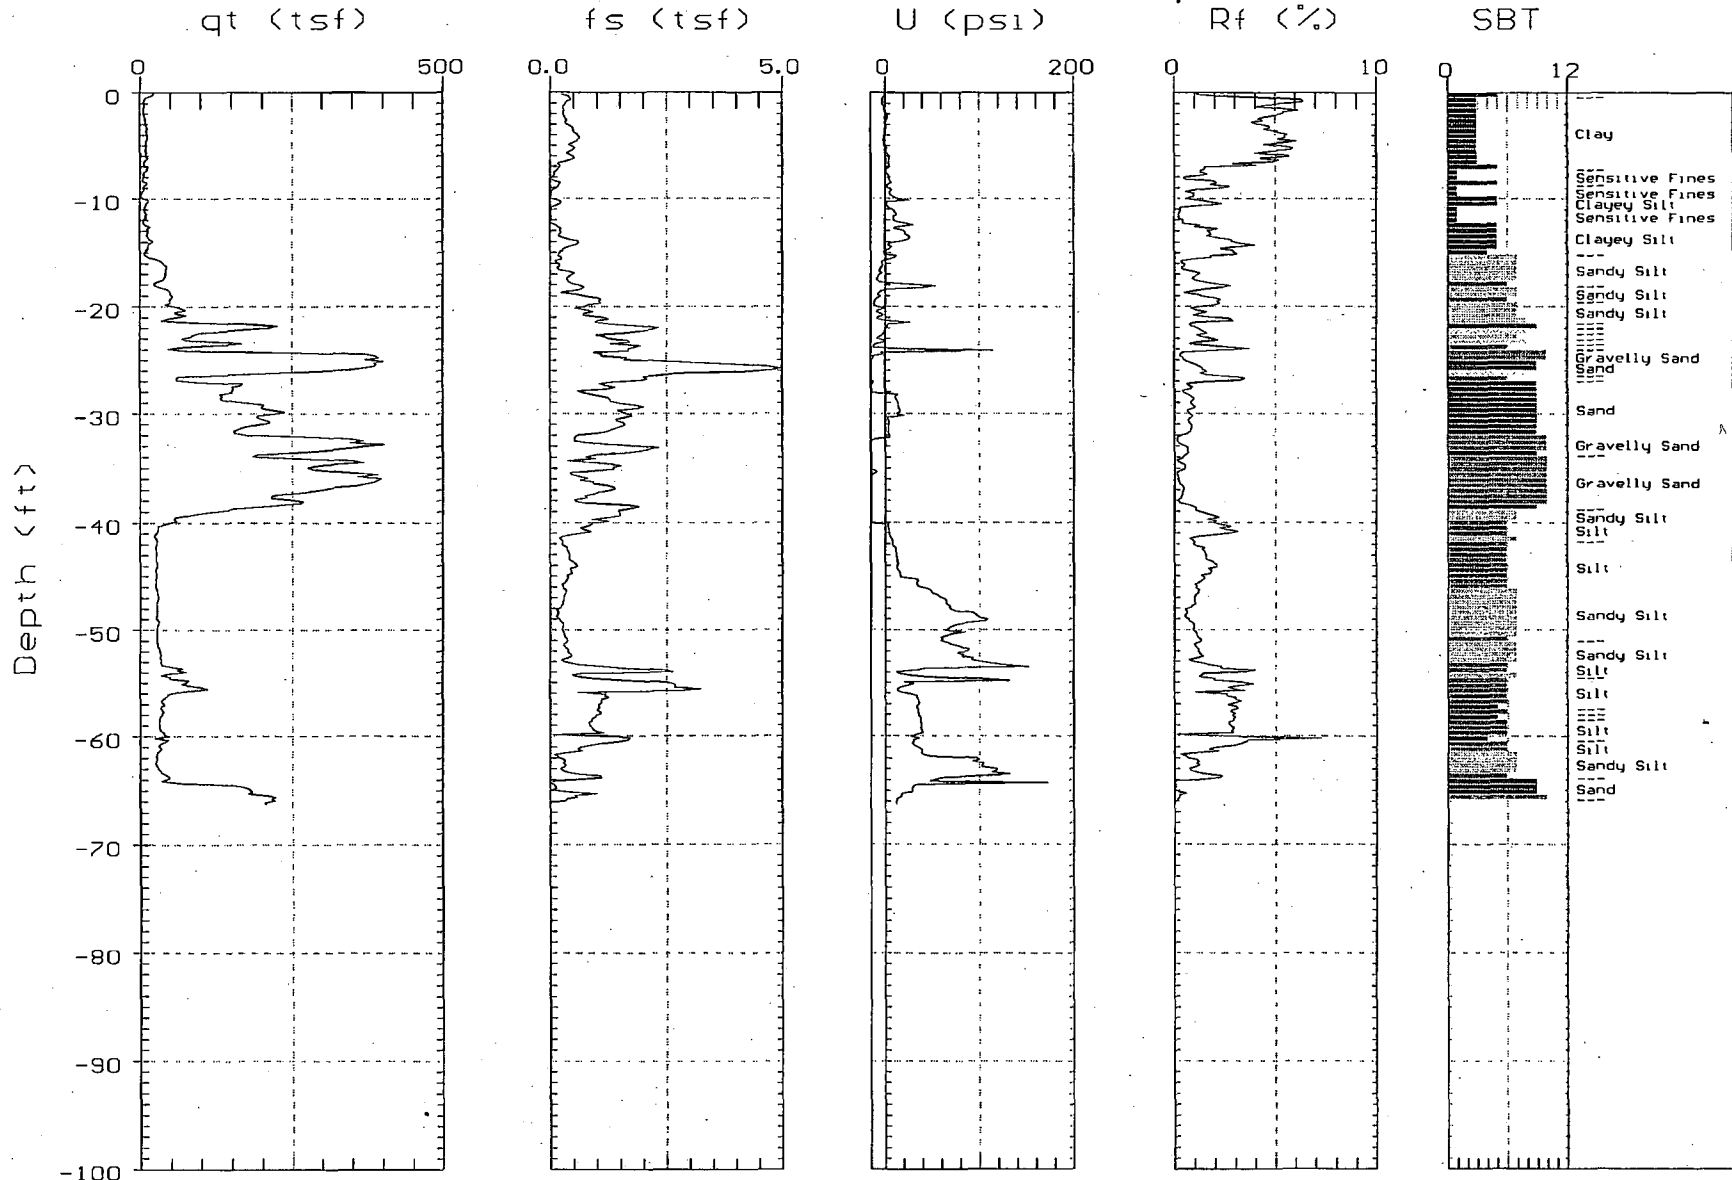 qt (tsf) fs (tsf) U (psi) Rf (%) SBT
0 500 0.0 5.0 0 200 0 10 0 12
0
Clay
---
Sensitive Fines
---
-10
Sensitive Fines
Clayey Silt
Sensitive Fines
Clayey Silt
---
Sandy Silt
---
Sandy Silt
-20
Sandy Silt
---
---
---
---
Gravelly Sand
Sand
---
-30
Sand
Gravelly Sand
---
Gravelly Sand
---
-40
Sandy Silt
Silt
---
Silt
Sandy Silt
-50
---
Sandy Silt
Silt
---
Silt
---
---
Silt
-60
---
Silt
Sandy Silt
---
Sand
---
-70
-80
-90
-100
Depth (ft)